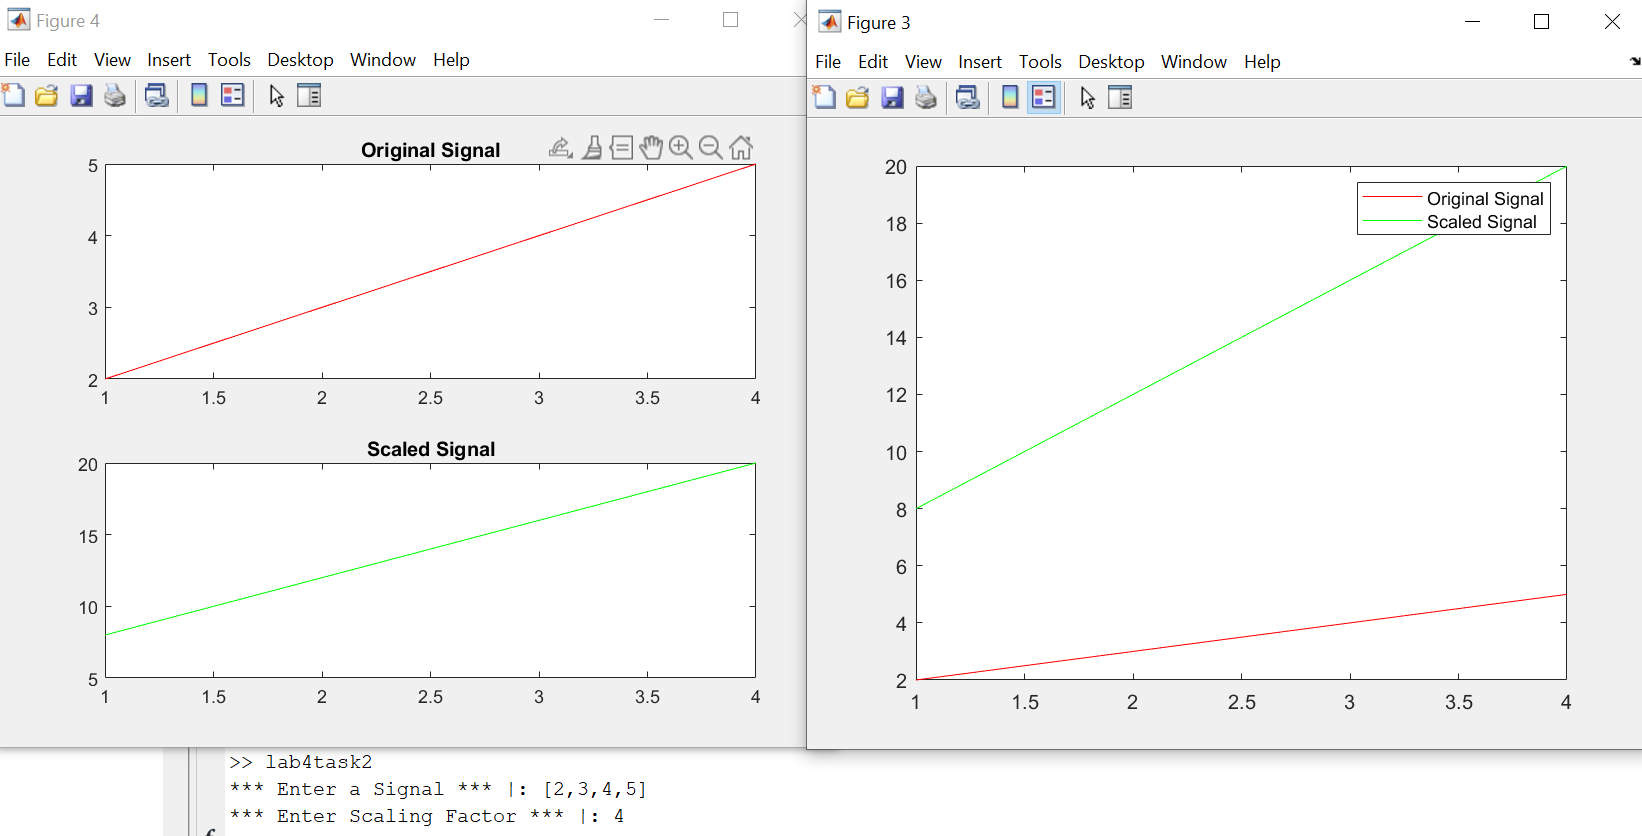 Figure 4
File Edit View Insert Tools Desktop Window Help
Original Signal
5
4
3
2
1 1.5 2 2.5 3 3.5 4
Scaled Signal
20
15
10
5
1 1.5 2 2.5 3 3.5 4
Figure 3
File Edit View Insert Tools Desktop Window Help
20
18
16
14
12
10
8
6
4
2
1 1.5 2 2.5 3 3.5 4
Original Signal
Scaled Signal
>> lab4task2
*** Enter a Signal *** |: [2,3,4,5]
*** Enter Scaling Factor *** |: 4